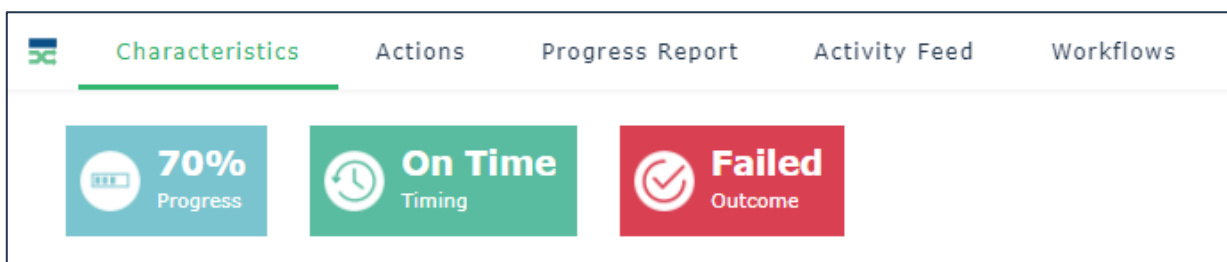 Characteristics Actions Progress Report Activity Feed Workflows
70% On Time Failed
Progress Timing Outcome